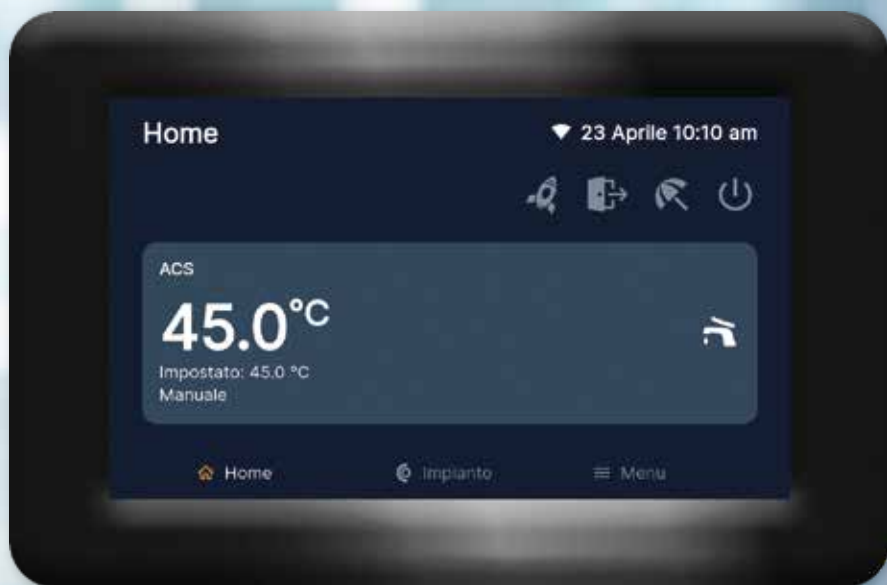 Home
23 Aprile 10:10 am
ACS
45.0°C
Impostato: 45.0 °C
Manuale
Home
Impianto
Menu